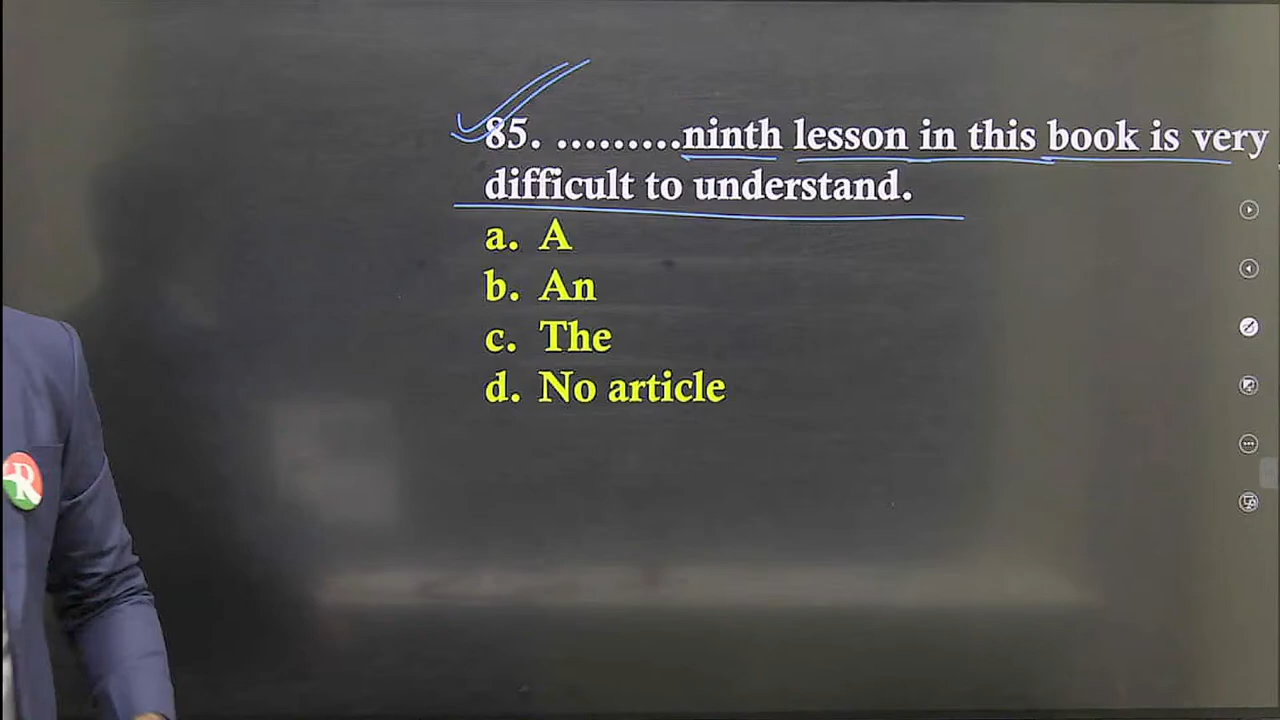 85. ..........ninth lesson in this book is very
difficult to understand.
a. A
b. An
c. The
d. No article
R